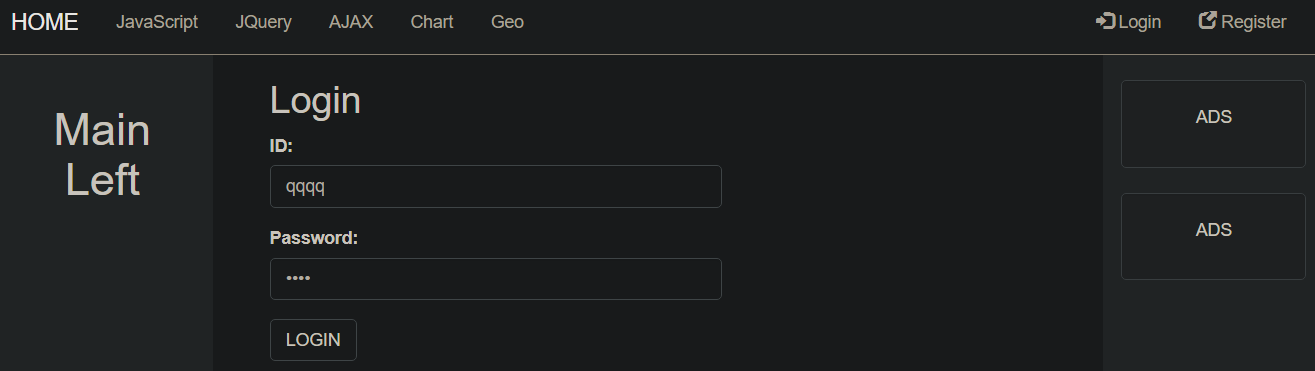 HOME JavaScript JQuery AJAX Chart Geo Login Register
Main
Left
Login
ID:
qqqq
Password:
••••
LOGIN
ADS
ADS